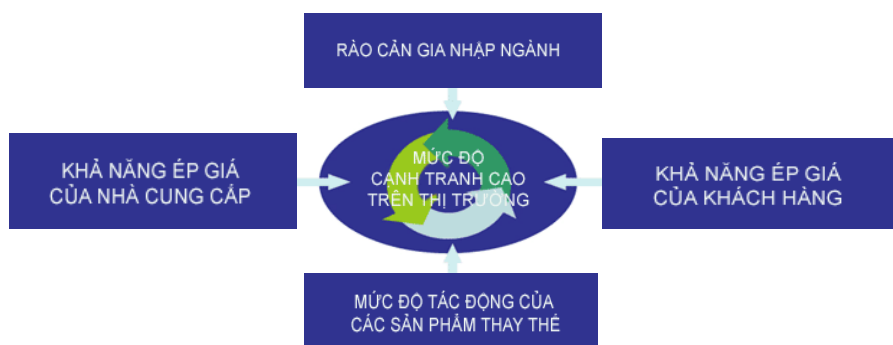 RÀO CẢN GIA NHẬP NGÀNH
KHẢ NĂNG ÉP GIÁ
CỦA NHÀ CUNG CẤP
MỨC ĐỘ
CẠNH TRANH CAO
TRÊN THỊ TRƯỜNG
KHẢ NĂNG ÉP GIÁ
CỦA KHÁCH HÀNG
MỨC ĐỘ TÁC ĐỘNG CỦA
CÁC SẢN PHẨM THAY THẾ